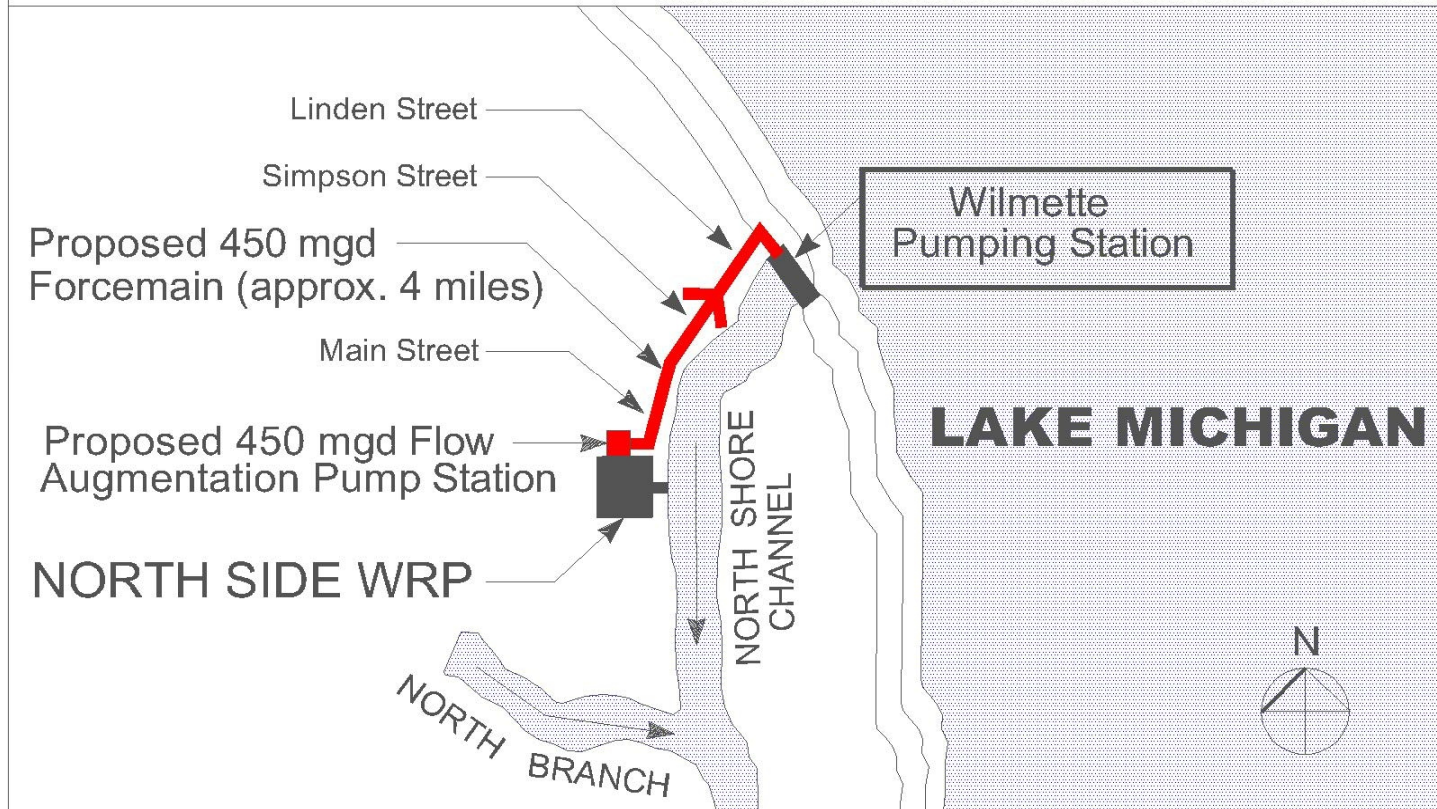 Linden Street
Simpson Street
Proposed 450 mgd
Forcemain (approx. 4 miles)
Main Street
Proposed 450 mgd Flow
Augmentation Pump Station
NORTH SIDE WRP
Wilmette
Pumping Station
LAKE MICHIGAN
NORTH SHORE
CHANNEL
NORTH BRANCH
N